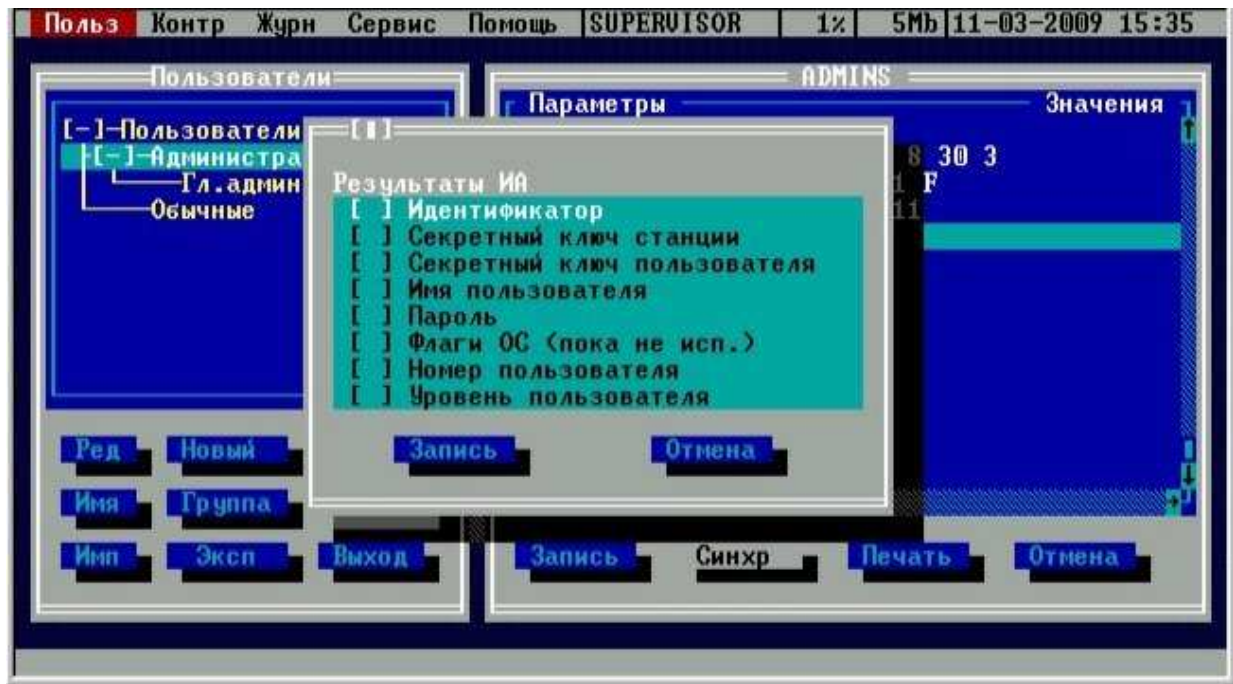 Польз Контр Журн Сервис Помощь SUPERVISOR 1% 5Mb 11-03-2009 15:35
Пользователи
[-]-Пользователи
[-]-Администра
Гл.админ
Обычные
Ред Новый
Имя Группа
Имп Эксп Выход
ADMINS
Параметры Значения
8 30 3
1 F
11
Запись Синхр Печать Отмена
Результаты ИА
[ ] Идентификатор
[ ] Секретный ключ станции
[ ] Секретный ключ пользователя
[ ] Имя пользователя
[ ] Пароль
[ ] Флаги ОС (пока не исп.)
[ ] Номер пользователя
[ ] Уровень пользователя
Запись Отмена